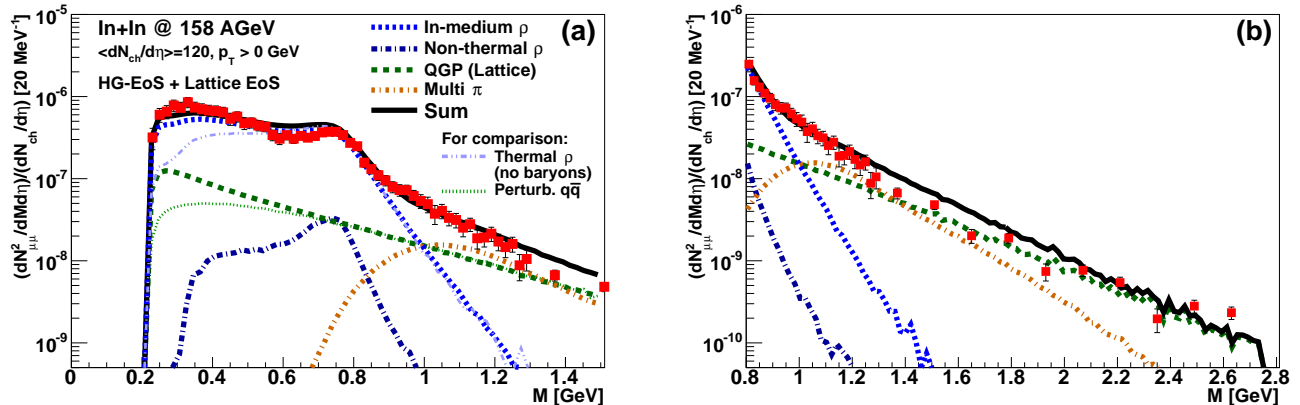 In+In @ 158 AGeV
<dN_ch/dη>=120, p_T > 0 GeV
HG-EoS + Lattice EoS
In-medium ρ
Non-thermal ρ
QGP (Lattice)
Multi π
Sum
For comparison:
Thermal ρ
(no baryons)
Perturb. qq̄
(a)
(dN²_μμ/dMdη)/(dN_ch/dη) [20 MeV⁻¹]
10⁻⁵
10⁻⁶
10⁻⁷
10⁻⁸
10⁻⁹
0 0.2 0.4 0.6 0.8 1 1.2 1.4
M [GeV]
(b)
(dN²_μμ/dMdη)/(dN_ch/dη) [20 MeV⁻¹]
10⁻⁶
10⁻⁷
10⁻⁸
10⁻⁹
10⁻¹⁰
0.8 1 1.2 1.4 1.6 1.8 2 2.2 2.4 2.6 2.8
M [GeV]